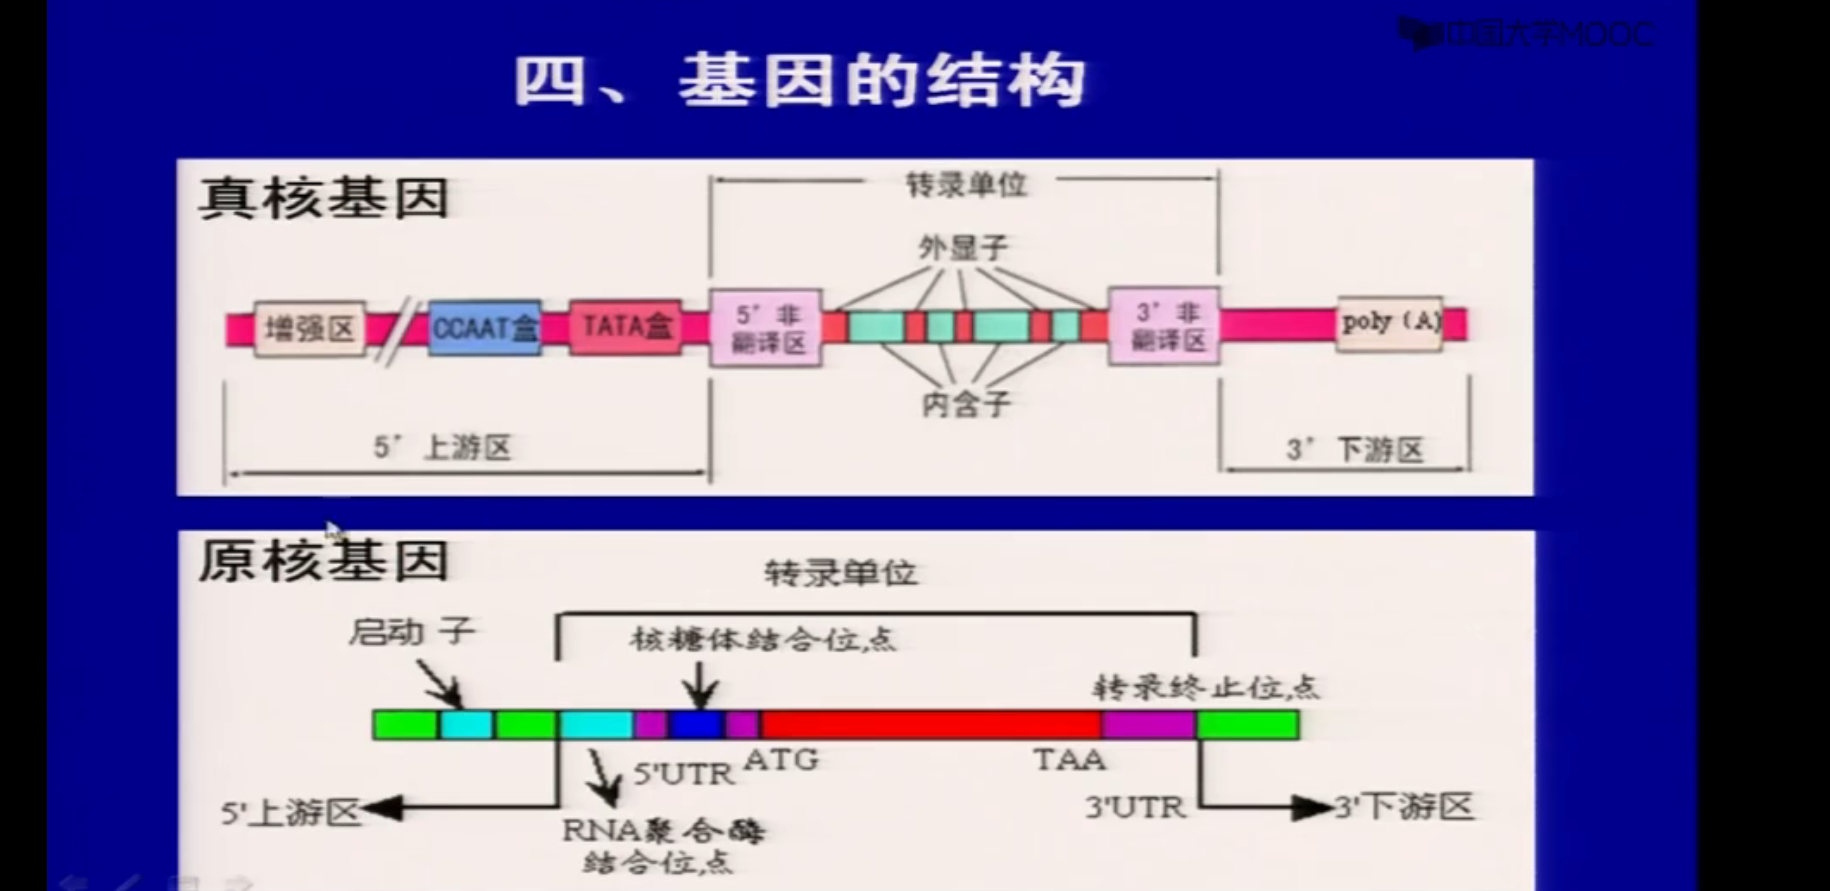 中国大学MOOC
四、基因的结构
真核基因
转录单位
外显子
增强区
CCAAT盒
TATA盒
5'非
翻译区
3'非
翻译区
poly(A)
内含子
5'上游区
3'下游区
原核基因
转录单位
启动子
核糖体结合位点
转录终止位点
5'UTR
ATG
TAA
5'上游区
3'UTR
3'下游区
RNA聚合酶
结合位点